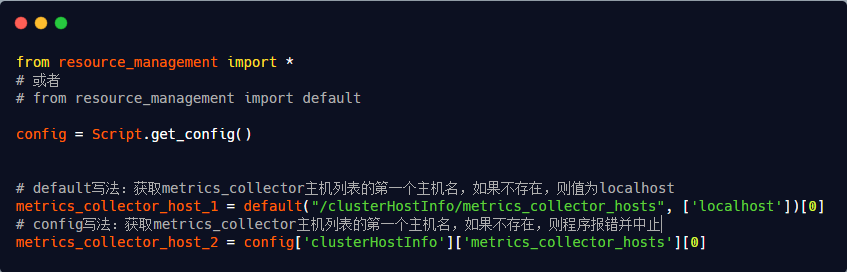 from resource_management import *
# 或者
# from resource_management import default
config = Script.get_config()
# default写法：获取metrics_collector主机列表的第一个主机名，如果不存在，则值为localhost
metrics_collector_host_1 = default("/clusterHostInfo/metrics_collector_hosts", ['localhost'])[0]
# config写法：获取metrics_collector主机列表的第一个主机名，如果不存在，则程序报错并中止
metrics_collector_host_2 = config['clusterHostInfo']['metrics_collector_hosts'][0]